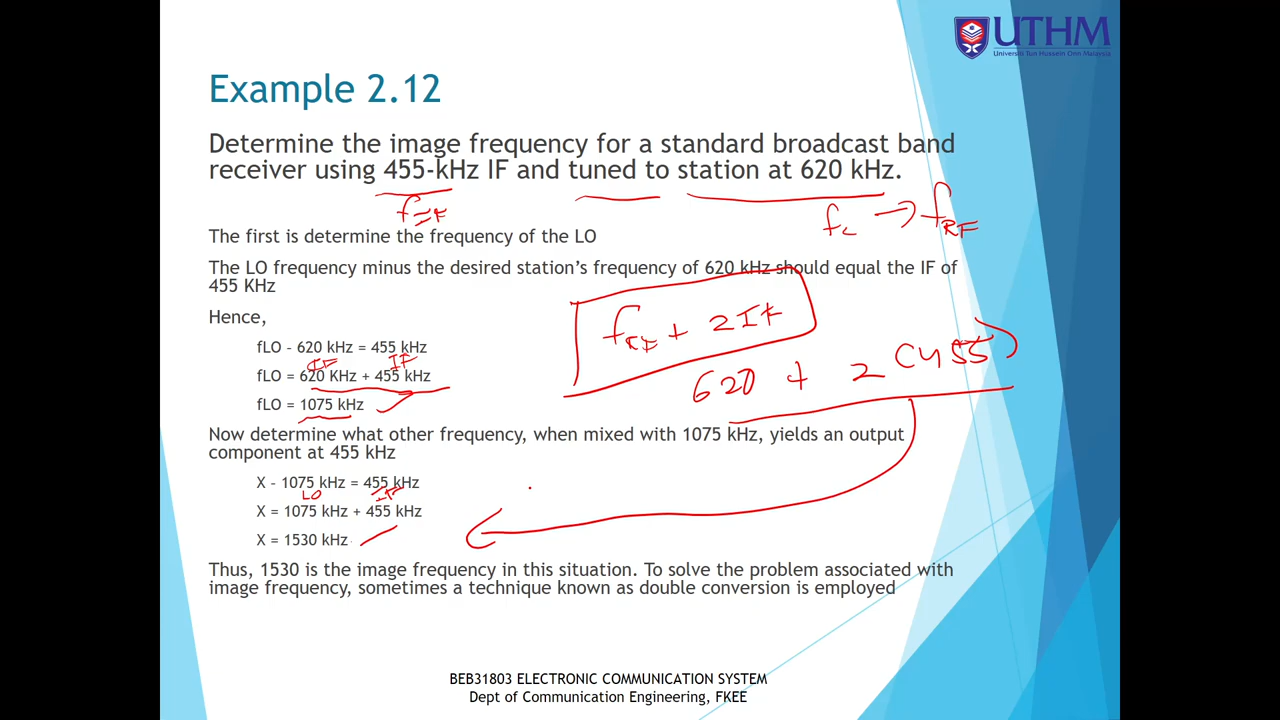 UTHM
Universiti Tun Hussein Onn Malaysia
Example 2.12
Determine the image frequency for a standard broadcast band
receiver using 455-kHz IF and tuned to station at 620 kHz.
f IF
fc → fRF
The first is determine the frequency of the LO
The LO frequency minus the desired station's frequency of 620 kHz should equal the IF of
455 KHz
Hence,
fRF + 2IF
fLO - 620 kHz = 455 kHz
620 + 2(455)
IF
fLO = 620 KHz + 455 kHz
fLO = 1075 kHz
Now determine what other frequency, when mixed with 1075 kHz, yields an output
component at 455 kHz
X - 1075 kHz = 455 kHz
LO IF
X = 1075 kHz + 455 kHz
X = 1530 kHz
Thus, 1530 is the image frequency in this situation. To solve the problem associated with
image frequency, sometimes a technique known as double conversion is employed
BEB31803 ELECTRONIC COMMUNICATION SYSTEM
Dept of Communication Engineering, FKEE